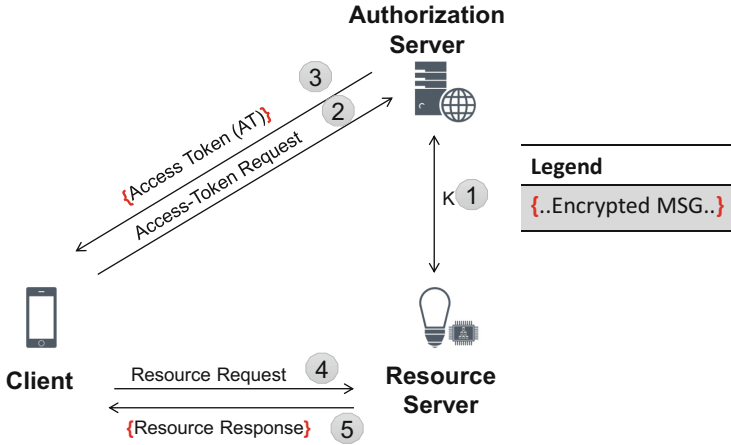 Authorization
Server
3
2
{Access Token (AT)}
Access-Token Request
K 1
Legend
{..Encrypted MSG..}
Client
Resource Request 4
{Resource Response} 5
Resource
Server